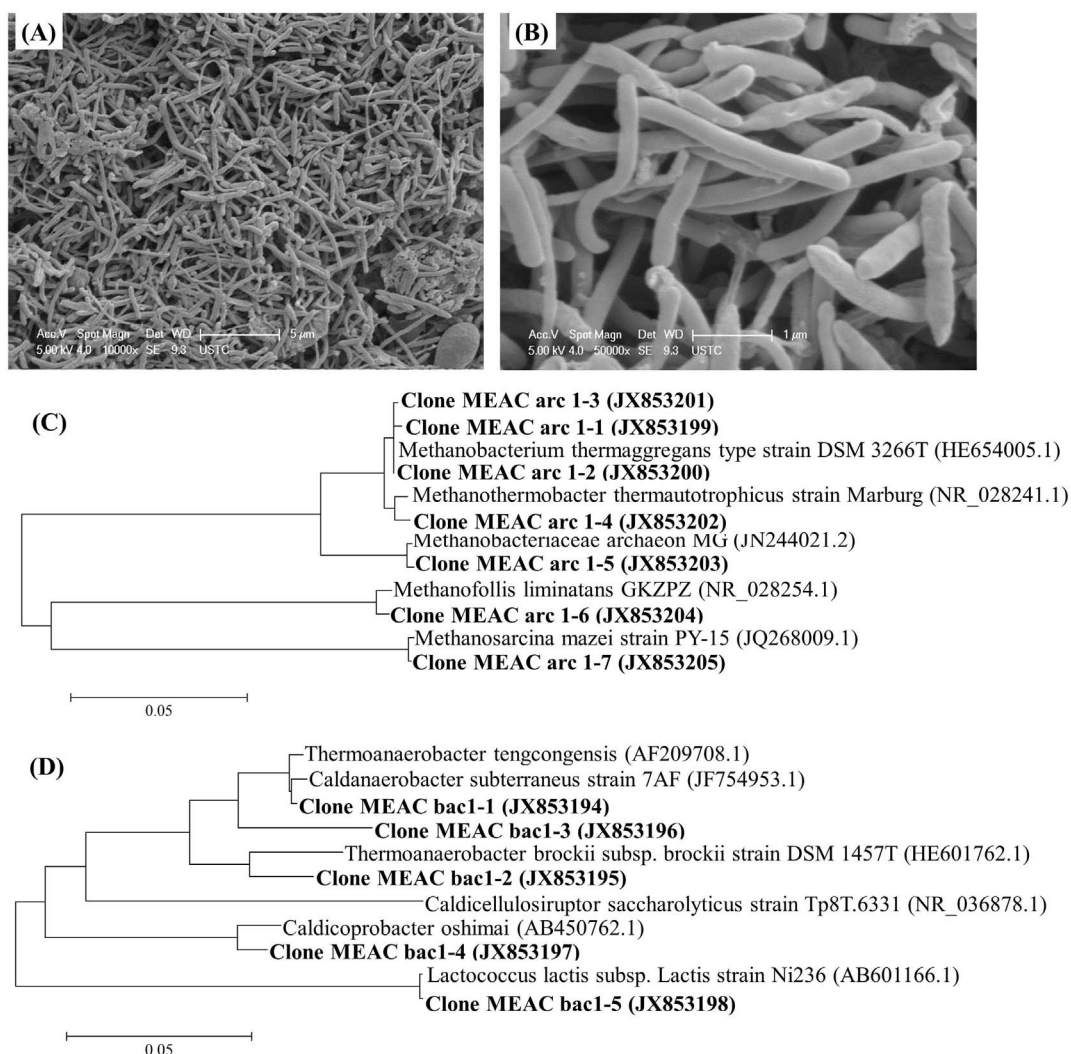 (A)
Acc.V Spot Magn Det WD 5 μm
5.00 kV 4.0 10000x SE 9.3 USTC
(B)
Acc.V Spot Magn Det WD 1 μm
5.00 kV 4.0 50000x SE 9.3 USTC
(C)
Clone MEAC arc 1-3 (JX853201)
Clone MEAC arc 1-1 (JX853199)
Methanobacterium thermaggregans type strain DSM 3266T (HE654005.1)
Clone MEAC arc 1-2 (JX853200)
Methanothermobacter thermautotrophicus strain Marburg (NR_028241.1)
Clone MEAC arc 1-4 (JX853202)
Methanobacteriaceae archaeon MG (JN244021.2)
Clone MEAC arc 1-5 (JX853203)
Methanofollis liminatans GKZPZ (NR_028254.1)
Clone MEAC arc 1-6 (JX853204)
Methanosarcina mazei strain PY-15 (JQ268009.1)
Clone MEAC arc 1-7 (JX853205)
0.05
(D)
Thermoanaerobacter tengcongensis (AF209708.1)
Caldanaerobacter subterraneus strain 7AF (JF754953.1)
Clone MEAC bac1-1 (JX853194)
Clone MEAC bac1-3 (JX853196)
Thermoanaerobacter brockii subsp. brockii strain DSM 1457T (HE601762.1)
Clone MEAC bac1-2 (JX853195)
Caldicellulosiruptor saccharolyticus strain Tp8T.6331 (NR_036878.1)
Caldicoprobacter oshimai (AB450762.1)
Clone MEAC bac1-4 (JX853197)
Lactococcus lactis subsp. Lactis strain Ni236 (AB601166.1)
Clone MEAC bac1-5 (JX853198)
0.05